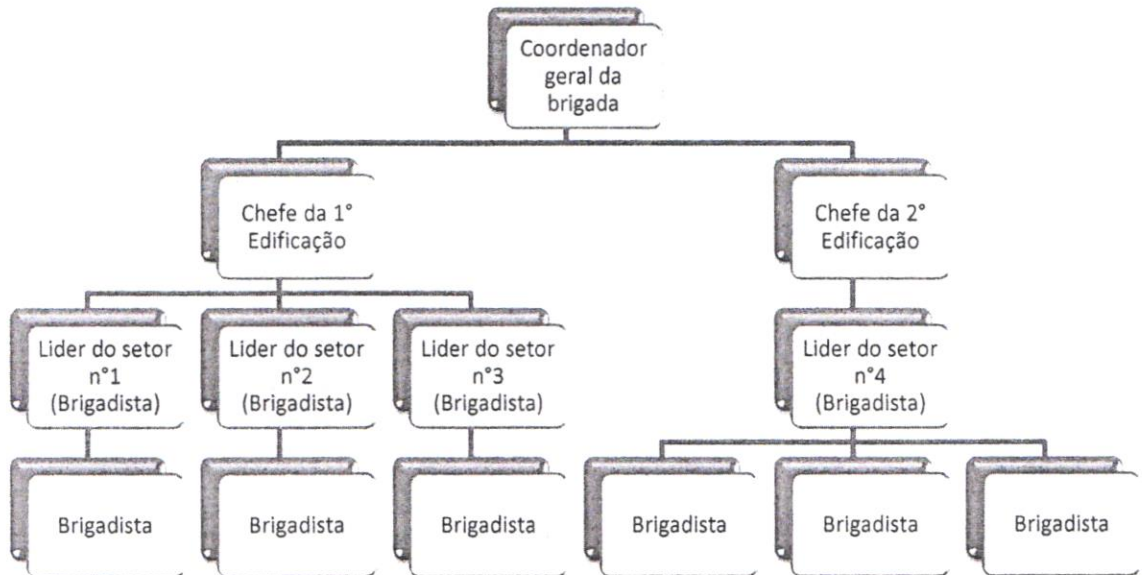 Coordenador
geral da
brigada
Chefe da 1°
Edificação
Chefe da 2°
Edificação
Lider do setor
n°1
(Brigadista)
Lider do setor
n°2
(Brigadista)
Lider do setor
n°3
(Brigadista)
Lider do setor
n°4
(Brigadista)
Brigadista
Brigadista
Brigadista
Brigadista
Brigadista
Brigadista